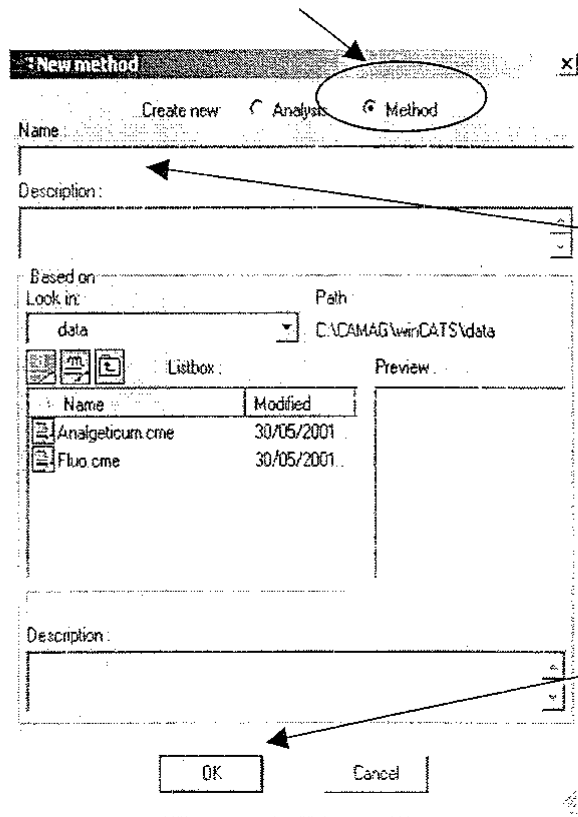 New method
Create new: Analysis Method
Name:
Description:
Based on
Look in: Path:
data C:\CAMAG\winCATS\data
Listbox: Preview:
Name Modified
Analgeticum.cme 30/05/2001...
Fluo.cme 30/05/2001...
Description:
OK Cancel